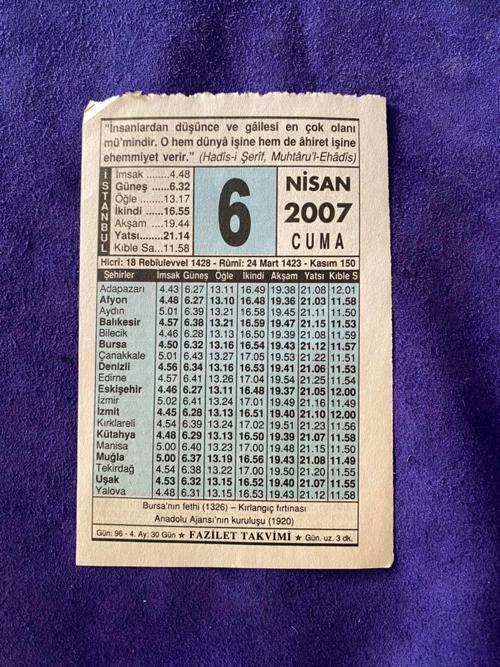 "İnsanlardan düşünce ve gâilesi en çok olanı
mü'mindir. O hem dünyâ işine hem de âhiret işine
ehemmiyet verir." (Hadîs-i Şerîf, Muhtâru'l-Ehâdîs)
İSTANBUL
İmsak ........4.48
Güneş ......6.32
Öğle ........13.17
İkindi .....16.55
Akşam ....19.44
Yatsı........21.14
Kıble Sa...11.58
6
NİSAN
2007
CUMA
Hicrî: 18 Rebîulevvel 1428 - Rûmî: 24 Mart 1423 - Kasım 150
Şehirler İmsak Güneş Öğle İkindi Akşam Yatsı Kıble S
Adapazarı 4.43 6.27 13.11 16.49 19.38 21.08 12.01
Afyon 4.48 6.27 13.10 16.48 19.36 21.03 11.58
Aydın 5.01 6.39 13.21 16.58 19.45 21.11 11.50
Balıkesir 4.57 6.38 13.21 16.59 19.47 21.15 11.53
Bilecik 4.46 6.28 13.13 16.50 19.39 21.08 11.59
Bursa 4.50 6.32 13.16 16.54 19.43 21.12 11.57
Çanakkale 5.01 6.43 13.27 17.05 19.53 21.22 11.51
Denizli 4.56 6.34 13.16 16.53 19.41 21.06 11.53
Edirne 4.57 6.41 13.26 17.04 19.54 21.25 11.54
Eskişehir 4.46 6.27 13.11 16.48 19.37 21.05 12.00
İzmir 5.02 6.41 13.24 17.01 19.49 21.16 11.49
İzmit 4.45 6.28 13.13 16.51 19.40 21.10 12.00
Kırklareli 4.54 6.39 13.24 17.02 19.51 21.23 11.56
Kütahya 4.48 6.29 13.13 16.50 19.39 21.07 11.58
Manisa 5.00 6.40 13.23 17.00 19.48 21.15 11.50
Muğla 5.00 6.37 13.19 16.56 19.43 21.08 11.49
Tekirdağ 4.54 6.38 13.22 17.00 19.50 21.20 11.55
Uşak 4.53 6.32 13.15 16.52 19.40 21.07 11.55
Yalova 4.48 6.31 13.15 16.53 19.43 21.12 11.58
Bursa'nın fethi (1326) – Kırlangıç fırtınası
Anadolu Ajansı'nın kuruluşu (1920)
Gün: 96 - 4. Ay: 30 Gün ★ FAZİLET TAKVİMİ ★ Gün. uz. 3 dk.